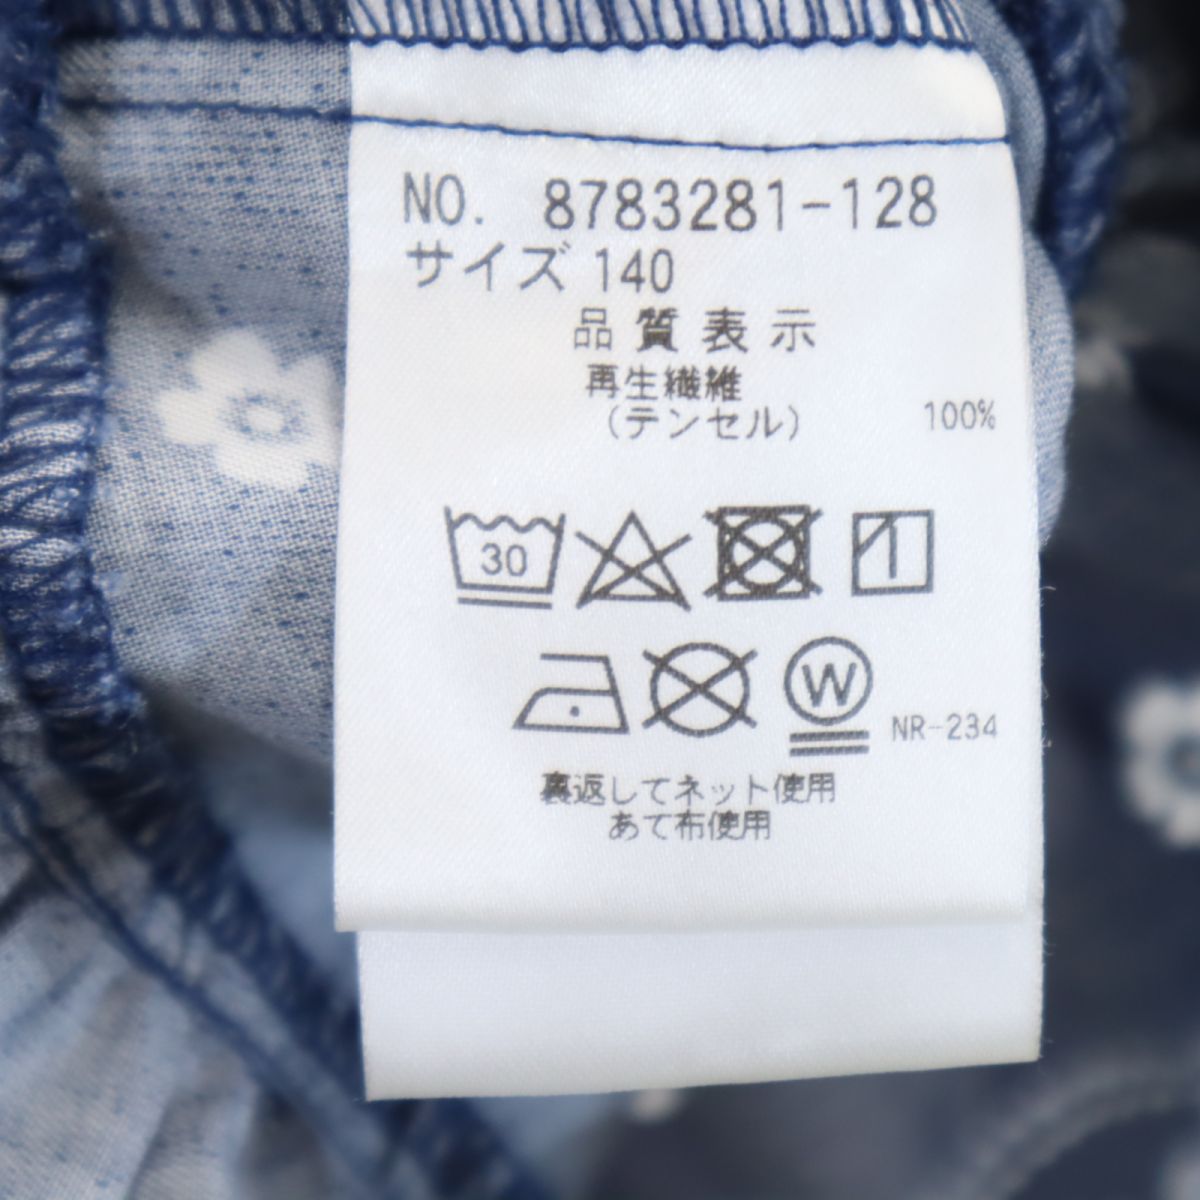 NO. 8783281-128
サイズ 140
品質表示
再生繊維
(テンセル) 100%
30
W NR-234
裏返してネット使用
あて布使用